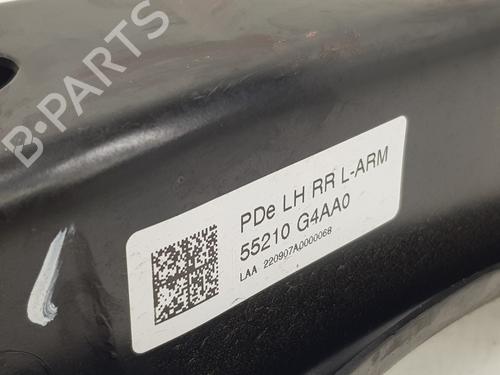 B-PARTS
PDe LH RR L-ARM
55210 G4AA0
LAA 220907A0000068